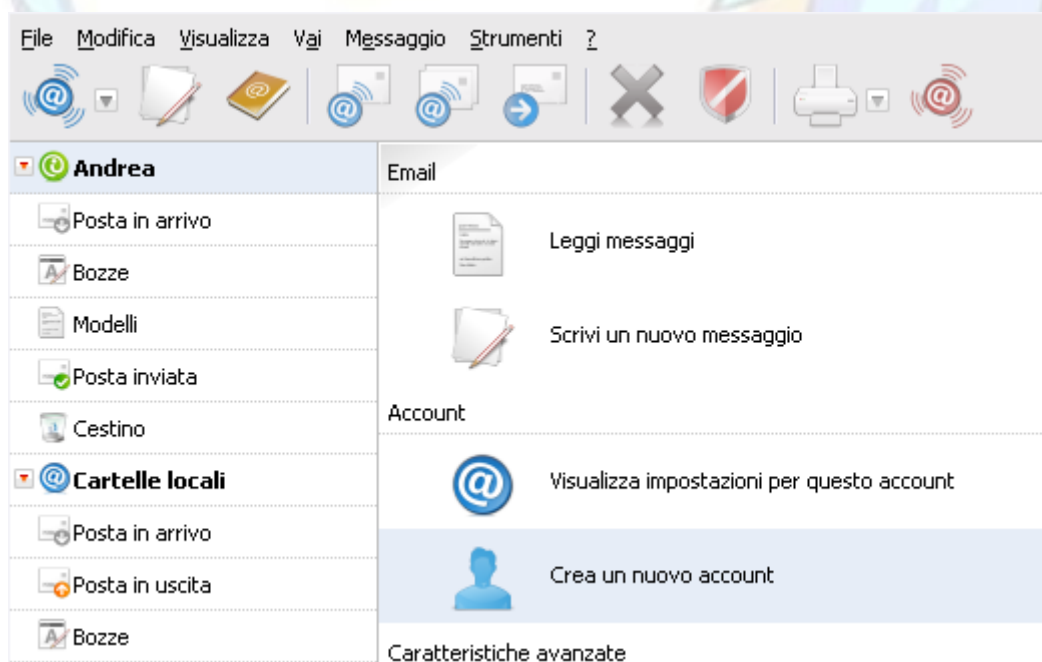 File Modifica Visualizza Vai Messaggio Strumenti ?
Andrea
Posta in arrivo
Bozze
Modelli
Posta inviata
Cestino
Cartelle locali
Posta in arrivo
Posta in uscita
Bozze
Email
Leggi messaggi
Scrivi un nuovo messaggio
Account
Visualizza impostazioni per questo account
Crea un nuovo account
Caratteristiche avanzate